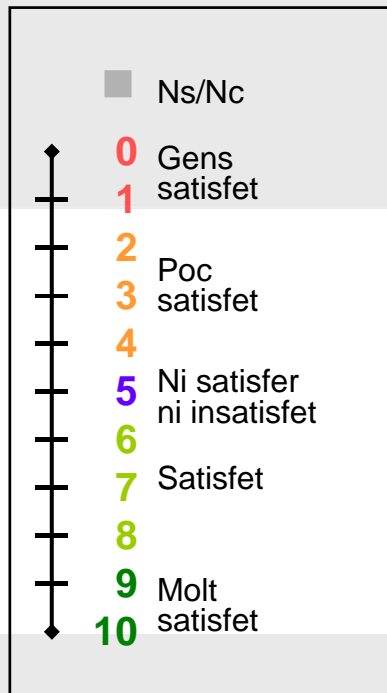 Ns/Nc
0 Gens
satisfet
1
2
Poc
3 satisfet
4
5 Ni satisfer
ni insatisfet
6
7 Satisfet
8
9 Molt
10 satisfet